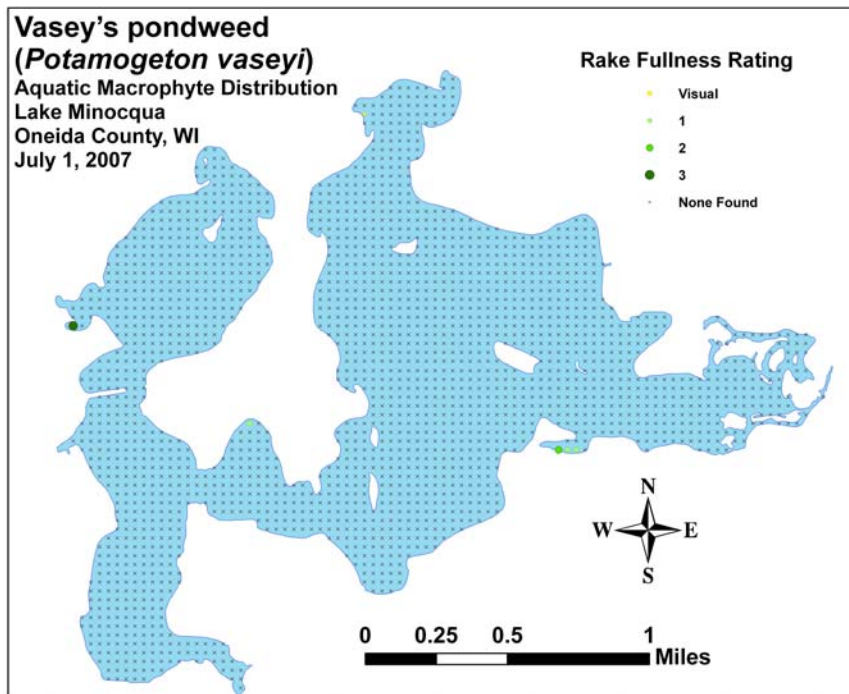 Vasey’s pondweed
(Potamogeton vaseyi)
Aquatic Macrophyte Distribution
Lake Minocqua
Oneida County, WI
July 1, 2007
Rake Fullness Rating
Visual
1
2
3
None Found
N
W E
S
0 0.25 0.5 1
Miles